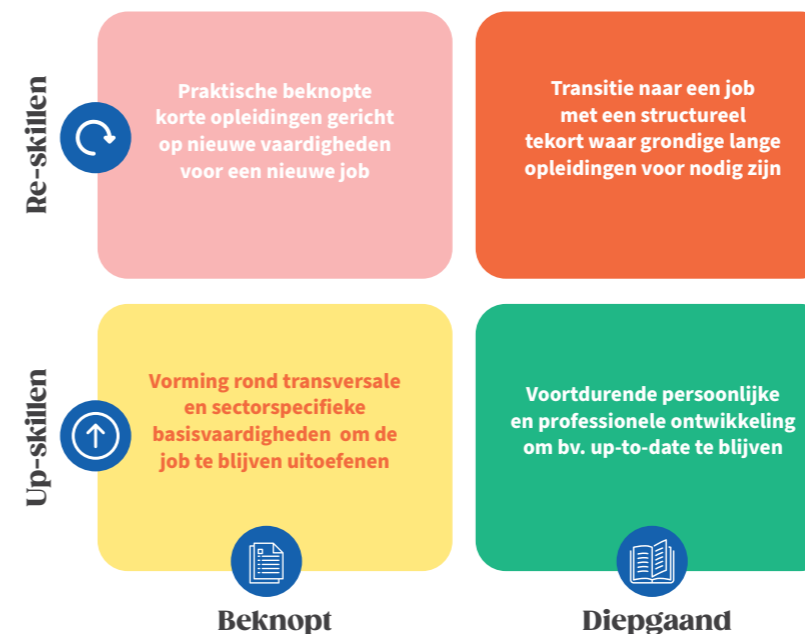 Re-skillen
Praktische beknopte
korte opleidingen gericht
op nieuwe vaardigheden
voor een nieuwe job
Transitie naar een job
met een structureel
tekort waar grondige lange
opleidingen voor nodig zijn
Up-skillen
Vorming rond transversale
en sectorspecifieke
basisvaardigheden om de
job te blijven uitoefenen
Voortdurende persoonlijke
en professionele ontwikkeling
om bv. up-to-date te blijven
Beknopt
Diepgaand